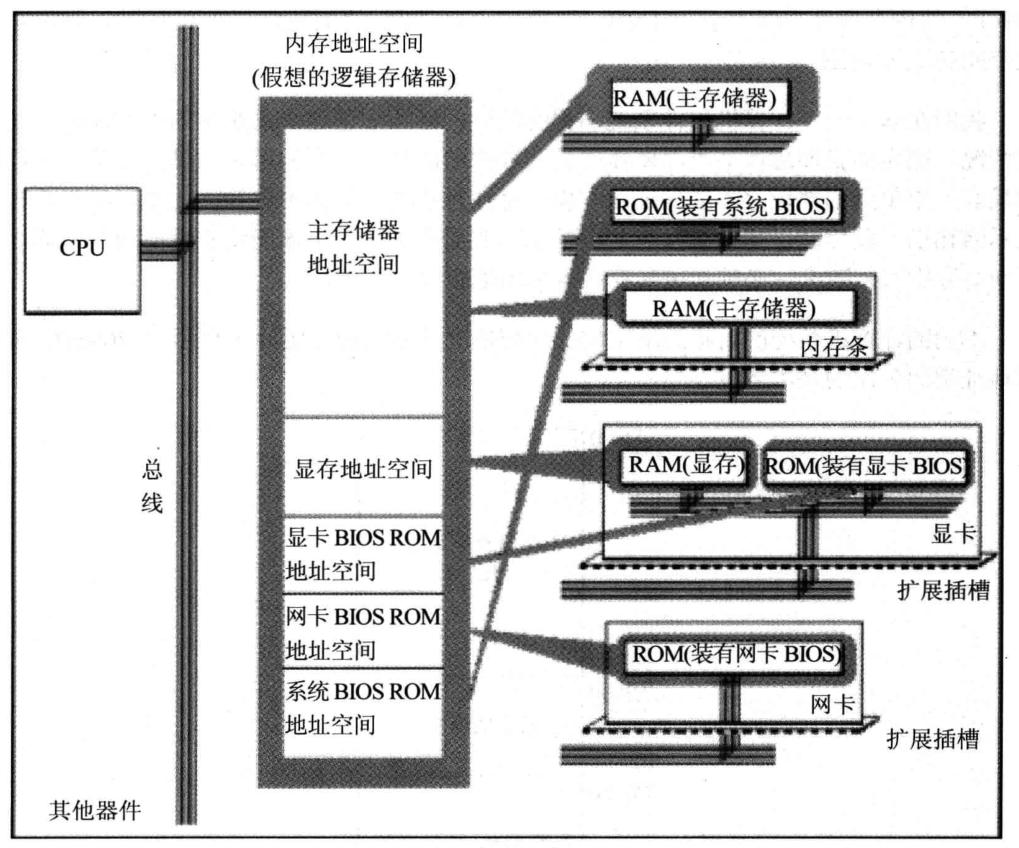 内存地址空间
(假想的逻辑存储器)
CPU
总
线
其他器件
主存储器
地址空间
显存地址空间
显卡 BIOS ROM
地址空间
网卡 BIOS ROM
地址空间
系统 BIOS ROM
地址空间
RAM(主存储器)
ROM(装有系统 BIOS)
RAM(主存储器)
内存条
RAM(显存)
ROM(装有显卡 BIOS)
显卡
扩展插槽
ROM(装有网卡 BIOS)
网卡
扩展插槽